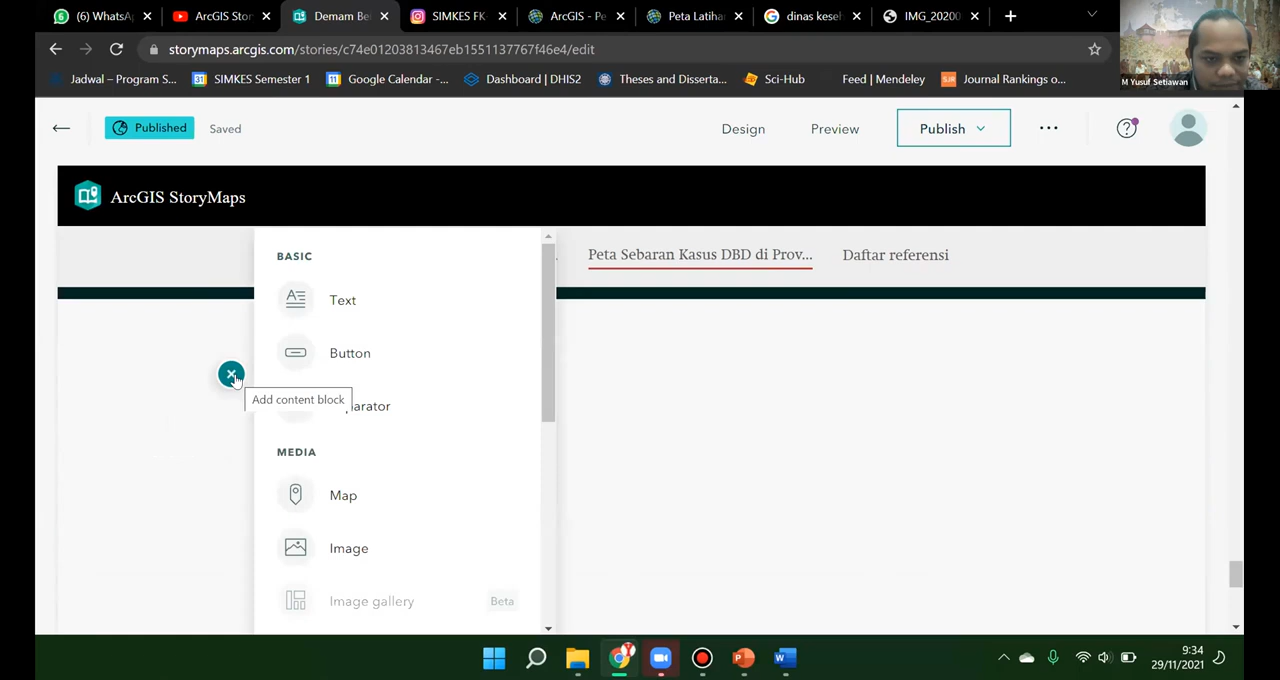 (6) WhatsA
ArcGIS Stor
Demam Be
SIMKES FK
ArcGIS - Pe
Peta Latiha
dinas kese
IMG_20200
storymaps.arcgis.com/stories/c74e01203813467eb1551137767f46e4/edit
M Yusuf Setiawan
Jadwal – Program S...
SIMKES Semester 1
Google Calendar -...
Dashboard | DHIS2
Theses and Disserta...
Sci-Hub
Feed | Mendeley
Journal Rankings o...
Published
Saved
Design
Preview
Publish
ArcGIS StoryMaps
Peta Sebaran Kasus DBD di Prov...
Daftar referensi
BASIC
Text
Button
Add content block
parator
MEDIA
Map
Image
Image gallery
Beta
9:34
29/11/2021